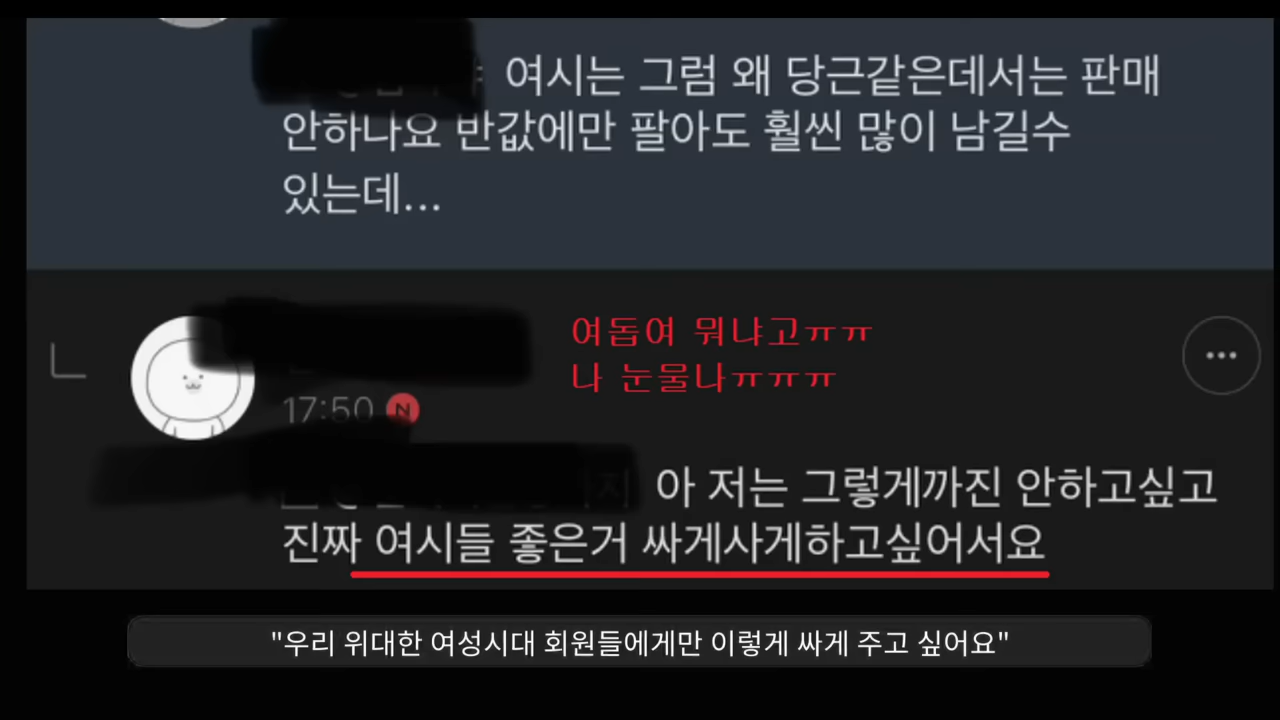 여시는 그럼 왜 당근같은데서는 판매
안하나요 반값에만 팔아도 훨씬 많이 남길수
있는데...
여돕여 뭐냐고ㅠㅠ
나 눈물나ㅠㅠㅠ
17:50 N
아 저는 그렇게까진 안하고싶고
진짜 여시들 좋은거 싸게사게하고싶어서요
"우리 위대한 여성시대 회원들에게만 이렇게 싸게 주고 싶어요"